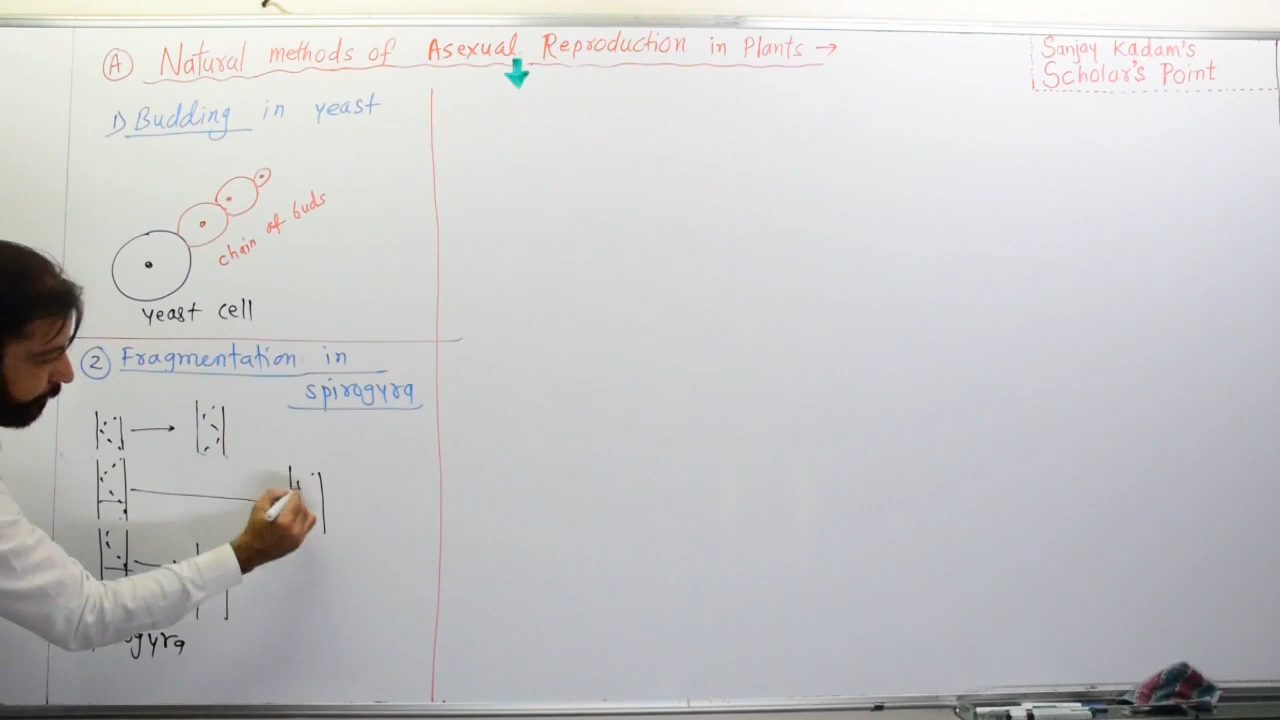 A Natural methods of Asexual Reproduction in Plants →
Sanjay Kadam's
Scholar's Point
1) Budding in yeast
chain of buds
yeast cell
2 Fragmentation in
spirogyra